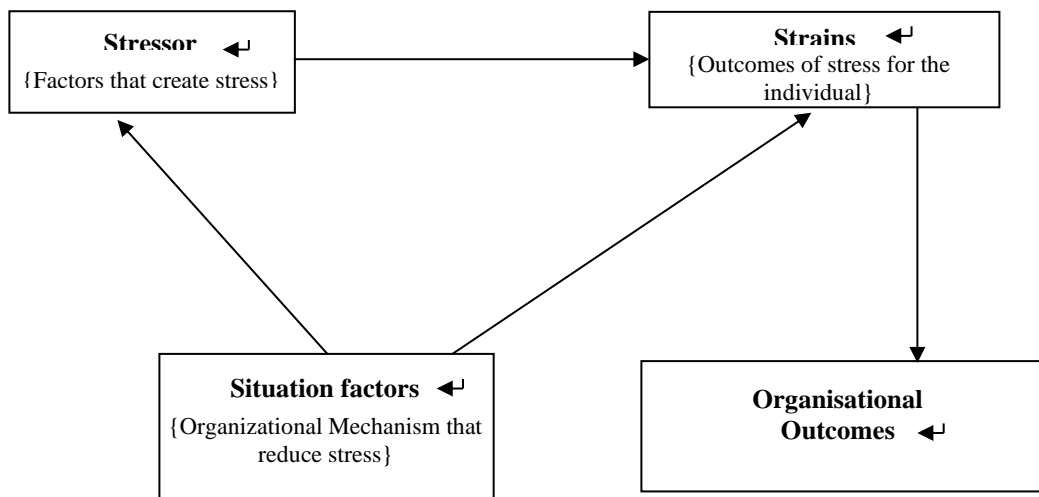 Stressor ↵
{Factors that create stress}
Strains ↵
{Outcomes of stress for the
individual}
Situation factors ↵
{Organizational Mechanism that
reduce stress}
Organisational
Outcomes ↵